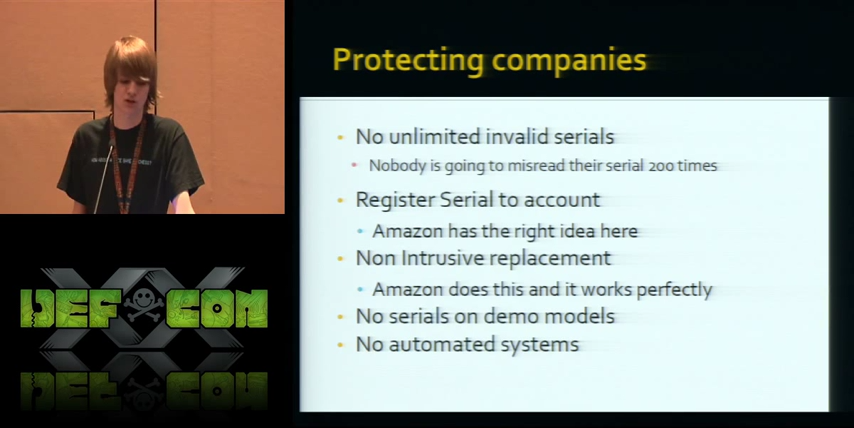 Protecting companies
No unlimited invalid serials
Nobody is going to misread their serial 200 times
Register Serial to account
Amazon has the right idea here
Non Intrusive replacement
Amazon does this and it works perfectly
No serials on demo models
No automated systems
XX
DEF CON